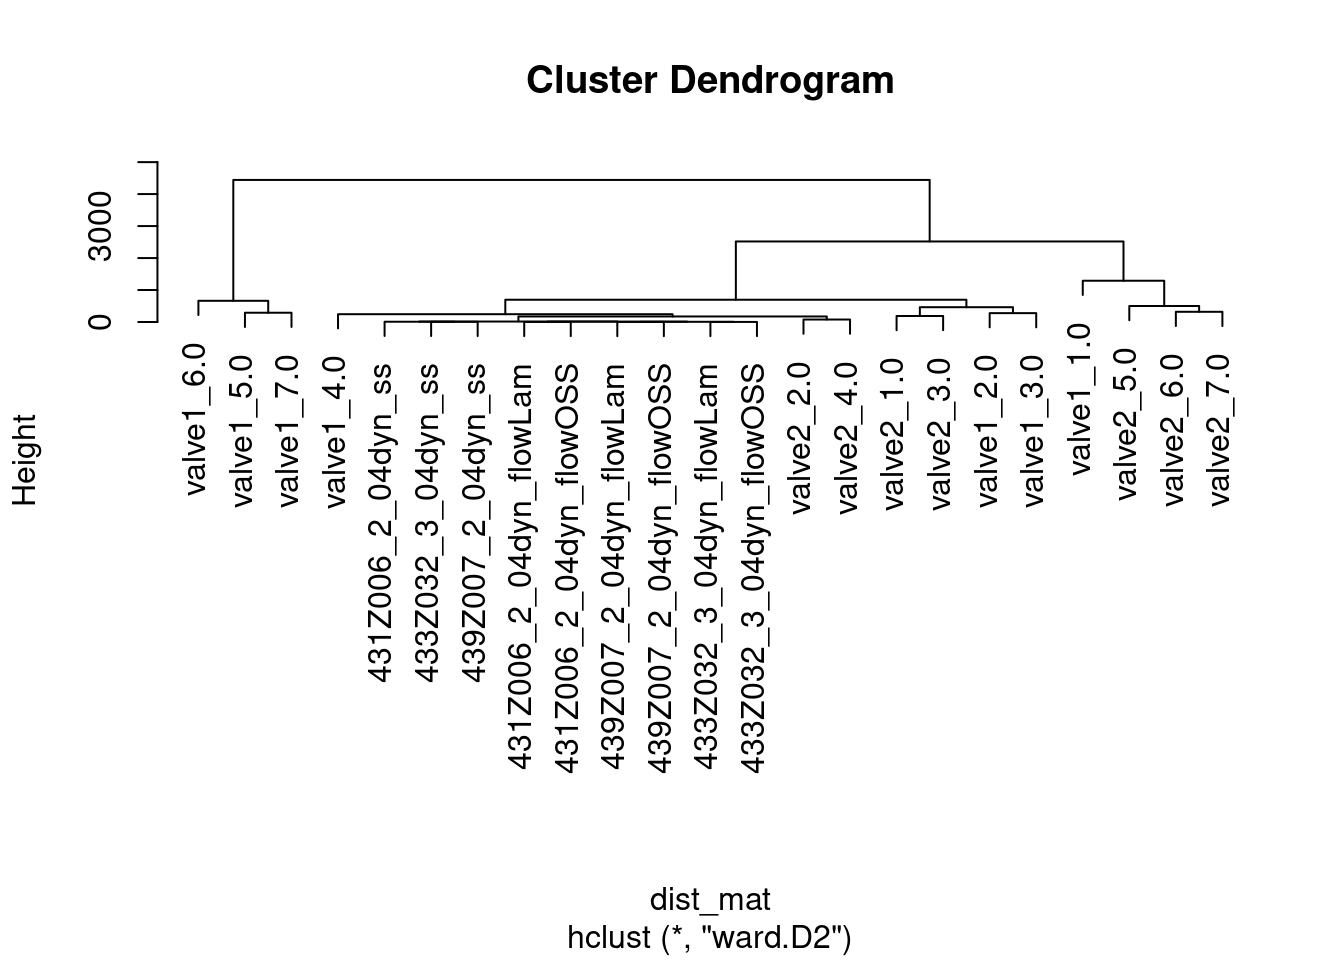 Cluster Dendrogram
Height
0
3000
valve1_6.0
valve1_5.0
valve1_7.0
valve1_4.0
431Z006_2_04dyn_ss
433Z032_3_04dyn_ss
439Z007_2_04dyn_ss
431Z006_2_04dyn_flowLam
431Z006_2_04dyn_flowOSS
439Z007_2_04dyn_flowLam
439Z007_2_04dyn_flowOSS
433Z032_3_04dyn_flowLam
433Z032_3_04dyn_flowOSS
valve2_2.0
valve2_4.0
valve2_1.0
valve2_3.0
valve1_2.0
valve1_3.0
valve1_1.0
valve2_5.0
valve2_6.0
valve2_7.0
dist_mat
hclust (*, "ward.D2")